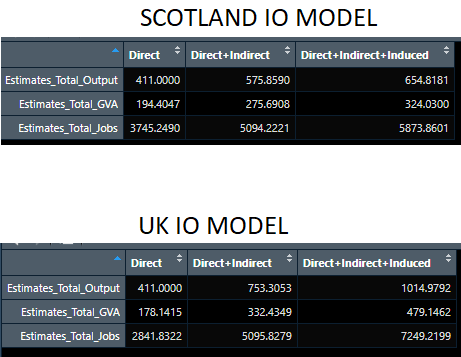 SCOTLAND IO MODEL
Direct Direct+Indirect Direct+Indirect+Induced
Estimates_Total_Output 411.0000 575.8590 654.8181
Estimates_Total_GVA 194.4047 275.6908 324.0300
Estimates_Total_Jobs 3745.2490 5094.2221 5873.8601
UK IO MODEL
Direct Direct+Indirect Direct+Indirect+Induced
Estimates_Total_Output 411.0000 753.3053 1014.9792
Estimates_Total_GVA 178.1415 332.4349 479.1462
Estimates_Total_Jobs 2841.8322 5095.8279 7249.2199